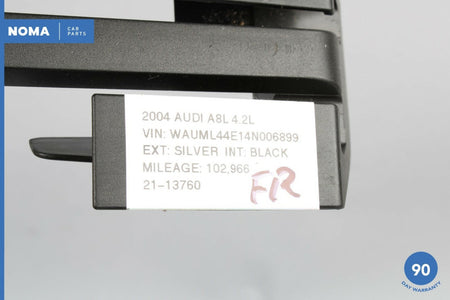 NOMA CAR PARTS
2004 AUDI A8L 4.2L
VIN: WAUML44E14N006899
EXT: SILVER INT: BLACK
MILEAGE: 102,966
21-13760
F/R
90
DAY WARRANTY